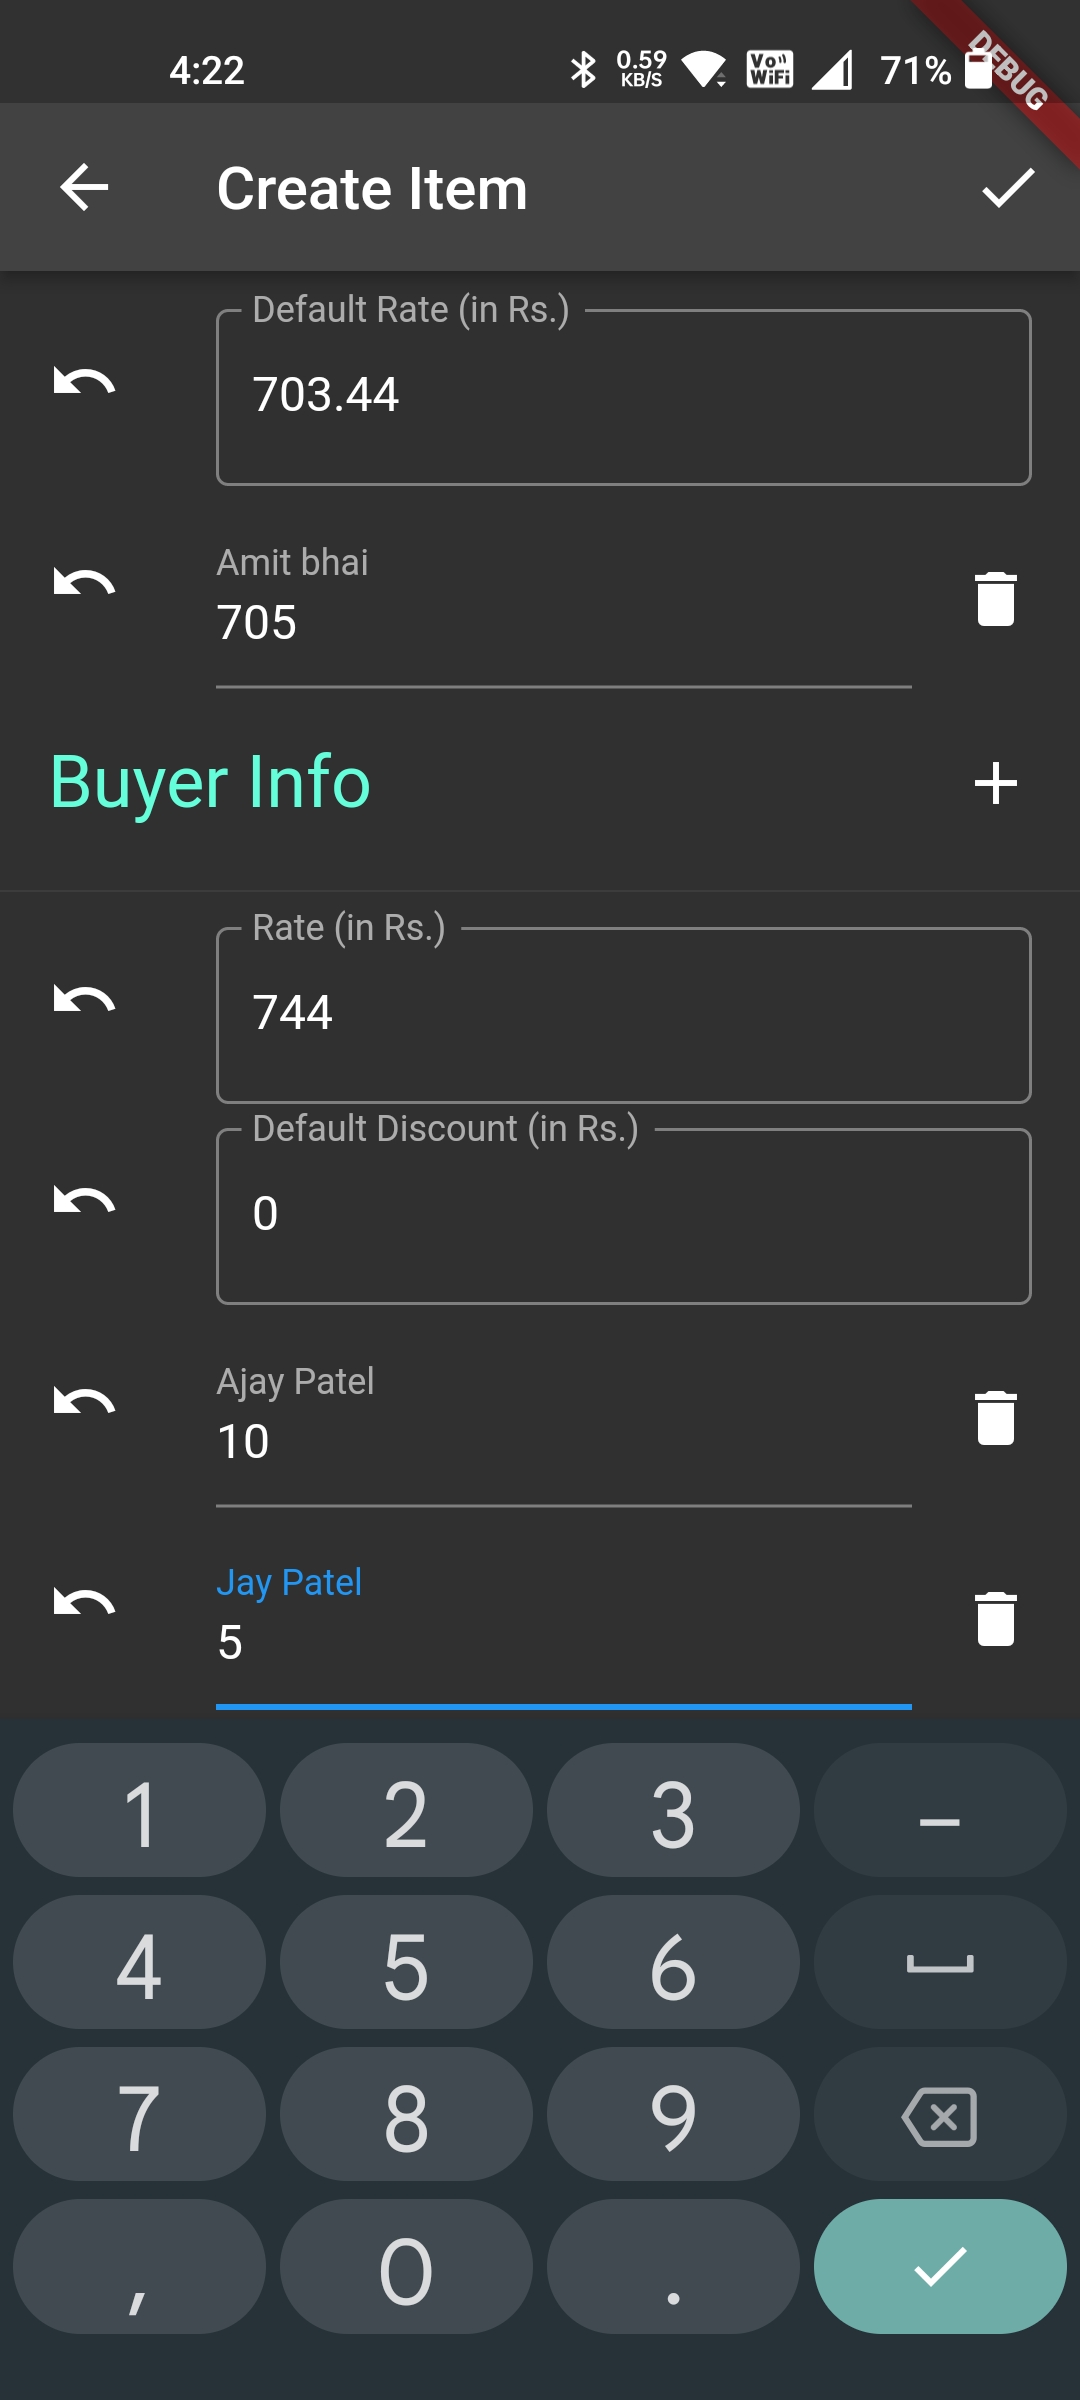 4:22
0.59
KB/S
Vo
WiFi
71%
DEBUG
Create Item
Default Rate (in Rs.)
703.44
Amit bhai
705
Buyer Info
Rate (in Rs.)
744
Default Discount (in Rs.)
0
Ajay Patel
10
Jay Patel
5
1 2 3 –
4 5 6
7 8 9
, 0 .